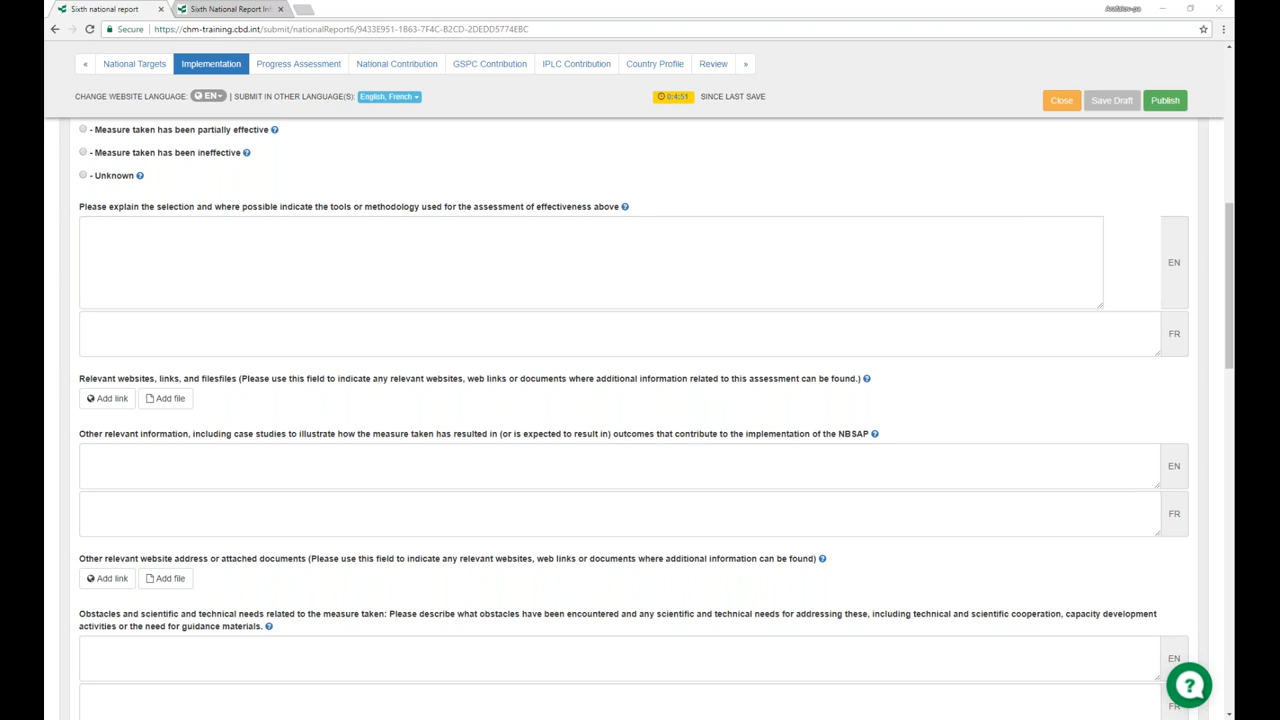 Sixth national report
Sixth National Report Int
Arafalov-pa
Secure
https://chm-training.cbd.int/submit/nationalReport6/9433E951-1B63-7F4C-B2CD-2DEDD5774EBC
«
National Targets
Implementation
Progress Assessment
National Contribution
GSPC Contribution
IPLC Contribution
Country Profile
Review
»
CHANGE WEBSITE LANGUAGE: EN | SUBMIT IN OTHER LANGUAGE(S): English, French
0:4:51 SINCE LAST SAVE
Close
Save Draft
Publish
- Measure taken has been partially effective ?
- Measure taken has been ineffective ?
- Unknown ?
Please explain the selection and where possible indicate the tools or methodology used for the assessment of effectiveness above ?
EN
FR
Relevant websites, links, and filesfiles (Please use this field to indicate any relevant websites, web links or documents where additional information related to this assessment can be found.) ?
Add link
Add file
Other relevant information, including case studies to illustrate how the measure taken has resulted in (or is expected to result in) outcomes that contribute to the implementation of the NBSAP ?
EN
FR
Other relevant website address or attached documents (Please use this field to indicate any relevant websites, web links or documents where additional information can be found) ?
Add link
Add file
Obstacles and scientific and technical needs related to the measure taken: Please describe what obstacles have been encountered and any scientific and technical needs for addressing these, including technical and scientific cooperation, capacity development
activities or the need for guidance materials. ?
EN
FR
?